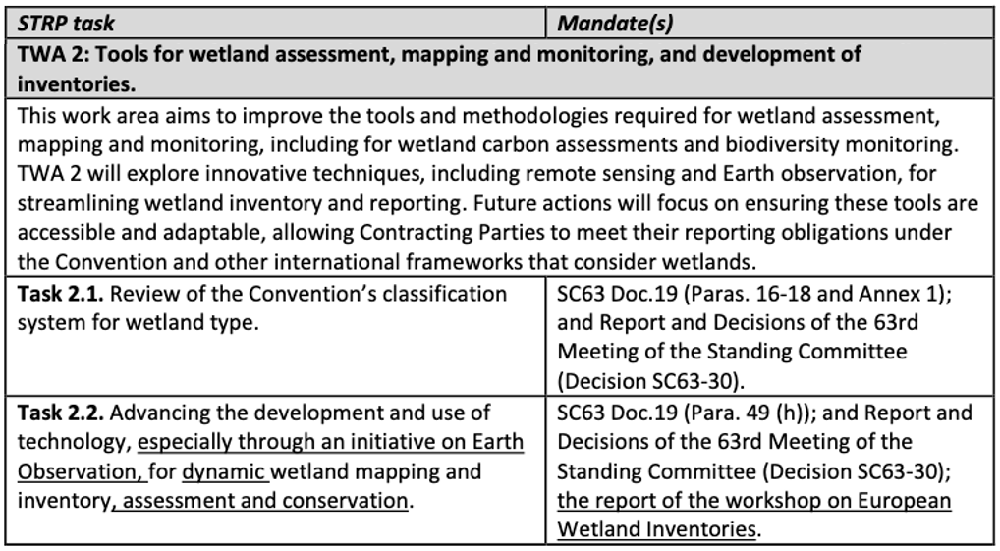 STRP task Mandate(s)
TWA 2: Tools for wetland assessment, mapping and monitoring, and development of
inventories.
This work area aims to improve the tools and methodologies required for wetland assessment,
mapping and monitoring, including for wetland carbon assessments and biodiversity monitoring.
TWA 2 will explore innovative techniques, including remote sensing and Earth observation, for
streamlining wetland inventory and reporting. Future actions will focus on ensuring these tools are
accessible and adaptable, allowing Contracting Parties to meet their reporting obligations under
the Convention and other international frameworks that consider wetlands.
Task 2.1. Review of the Convention’s classification
system for wetland type.
SC63 Doc.19 (Paras. 16-18 and Annex 1);
and Report and Decisions of the 63rd
Meeting of the Standing Committee
(Decision SC63-30).
Task 2.2. Advancing the development and use of
technology, especially through an initiative on Earth
Observation, for dynamic wetland mapping and
inventory, assessment and conservation.
SC63 Doc.19 (Para. 49 (h)); and Report and
Decisions of the 63rd Meeting of the
Standing Committee (Decision SC63-30);
the report of the workshop on European
Wetland Inventories.